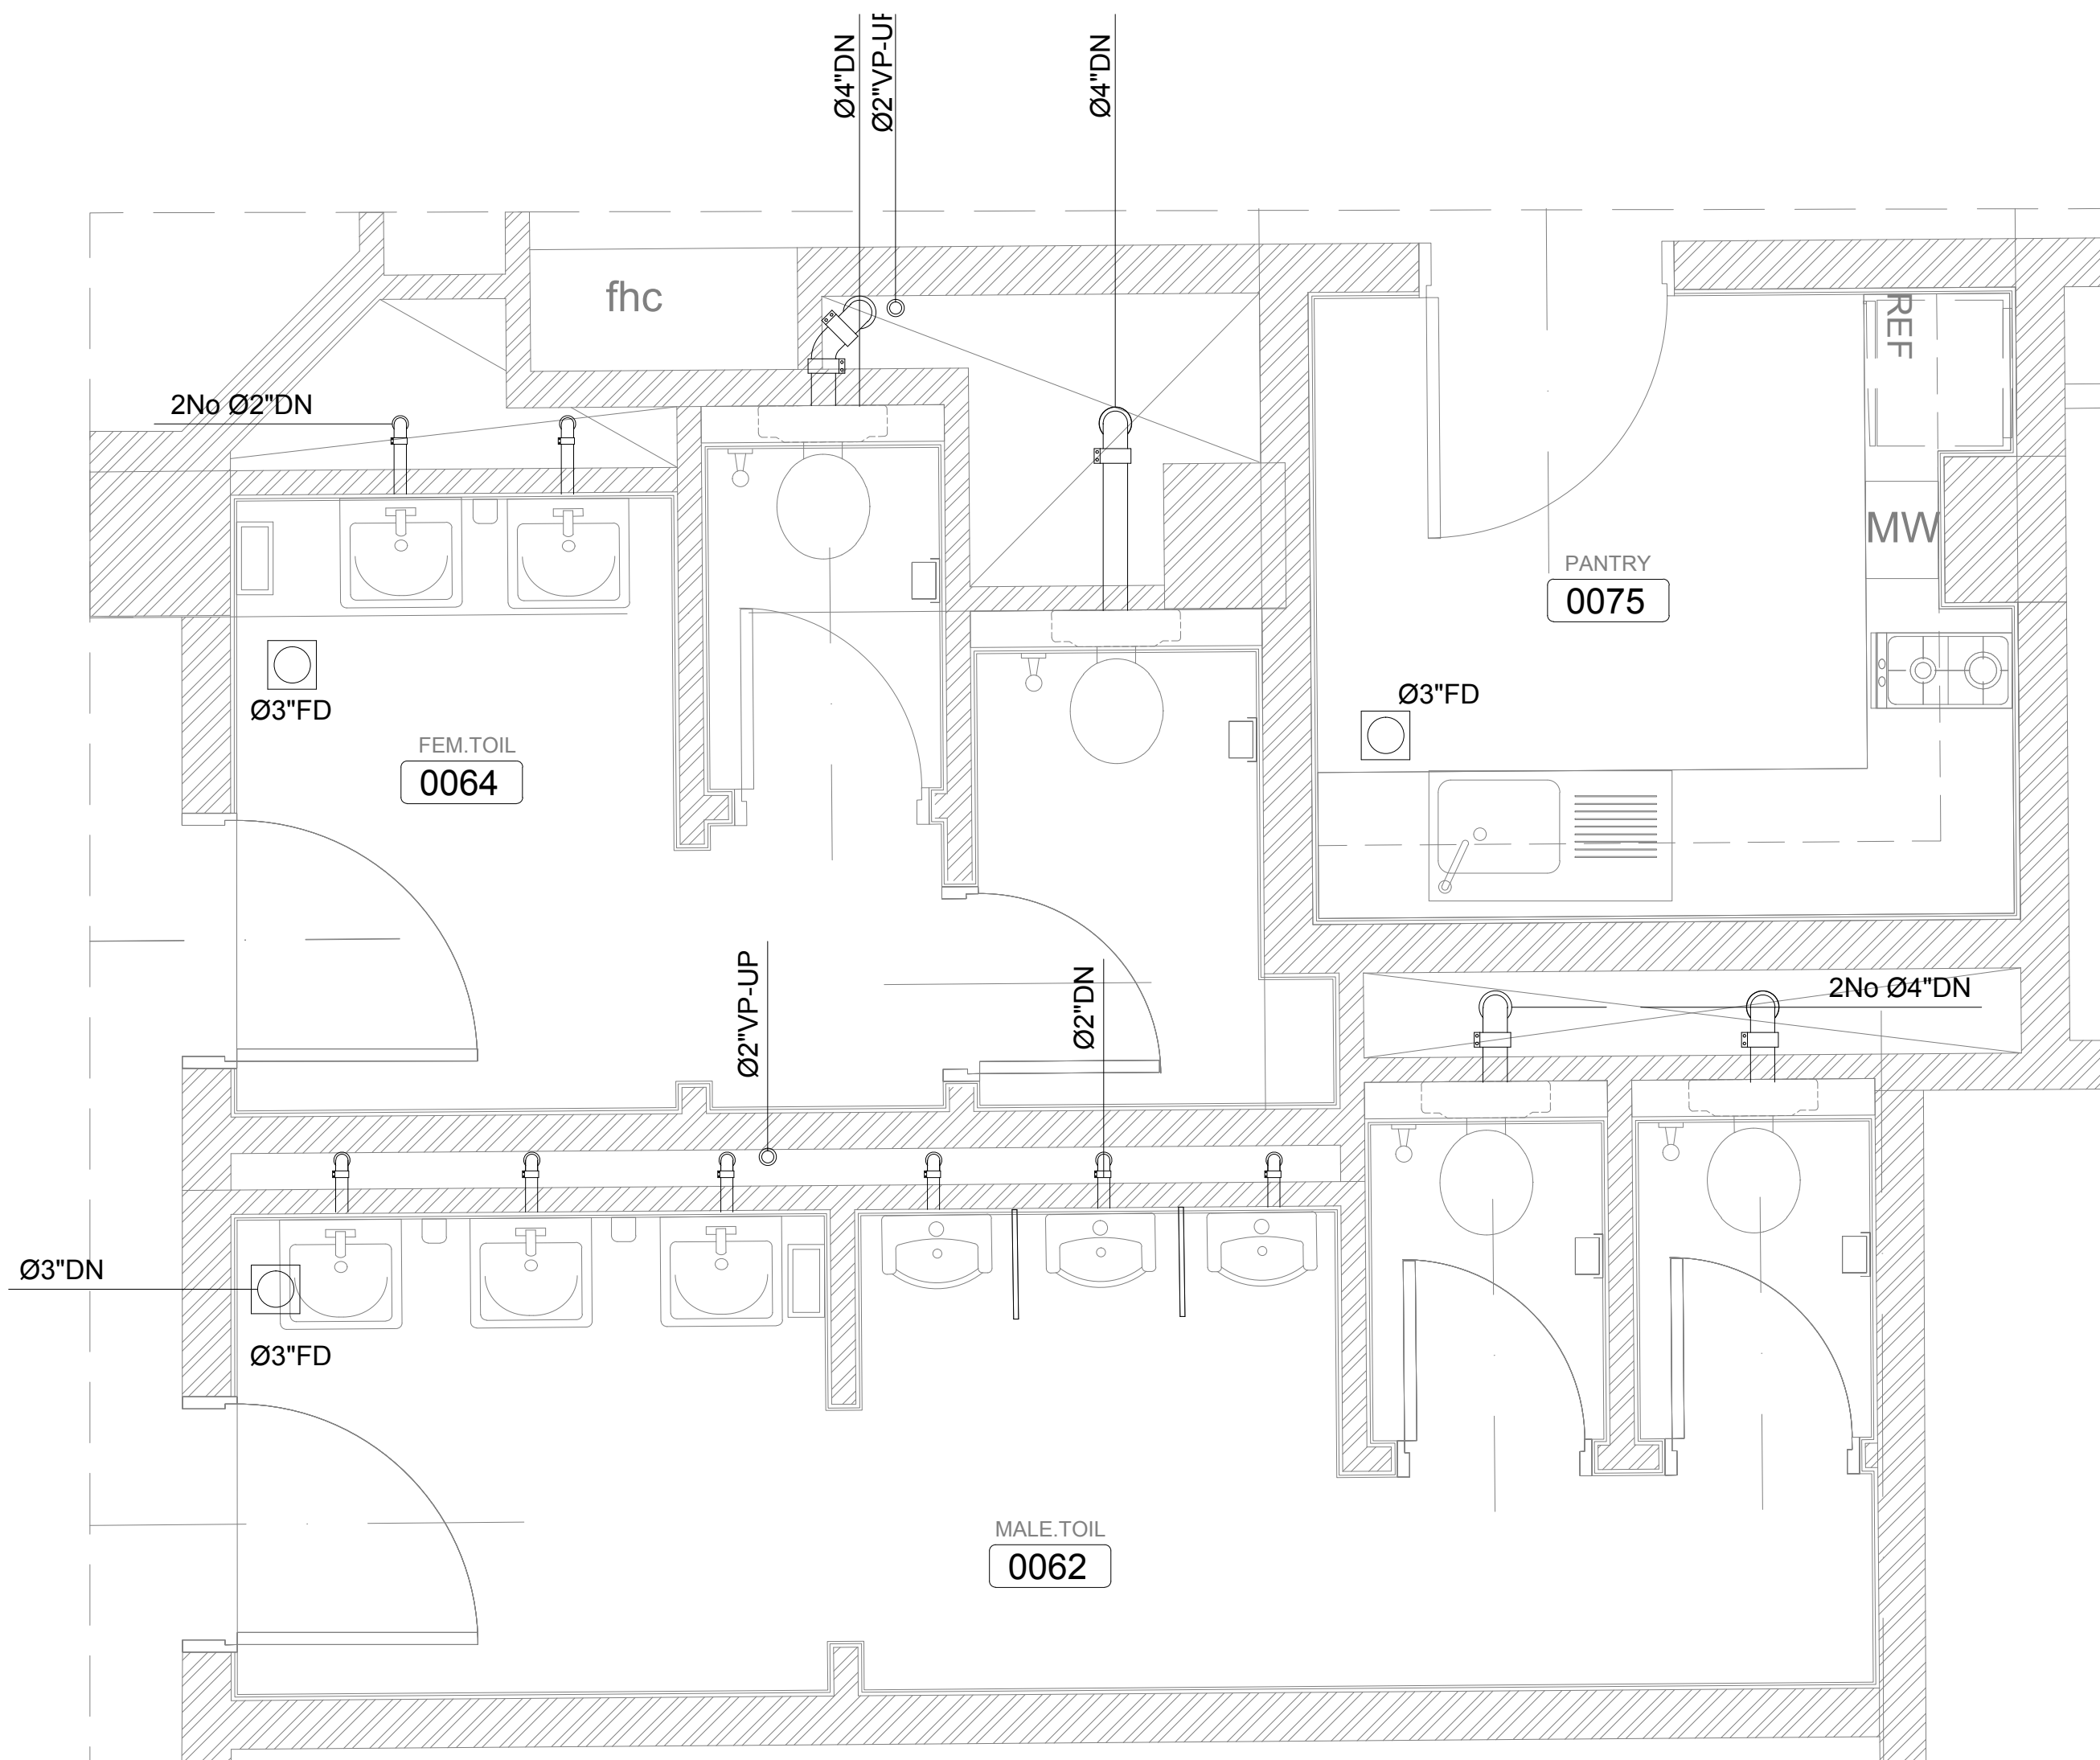 Ø4"DN
Ø2"VP-UP
Ø4"DN
fhc
REF
2No Ø2"DN
MW
PANTRY
0075
Ø3"FD
Ø3"FD
FEM.TOIL
0064
Ø2"VP-UP
Ø2"DN
2No Ø4"DN
Ø3"DN
Ø3"FD
MALE.TOIL
0062